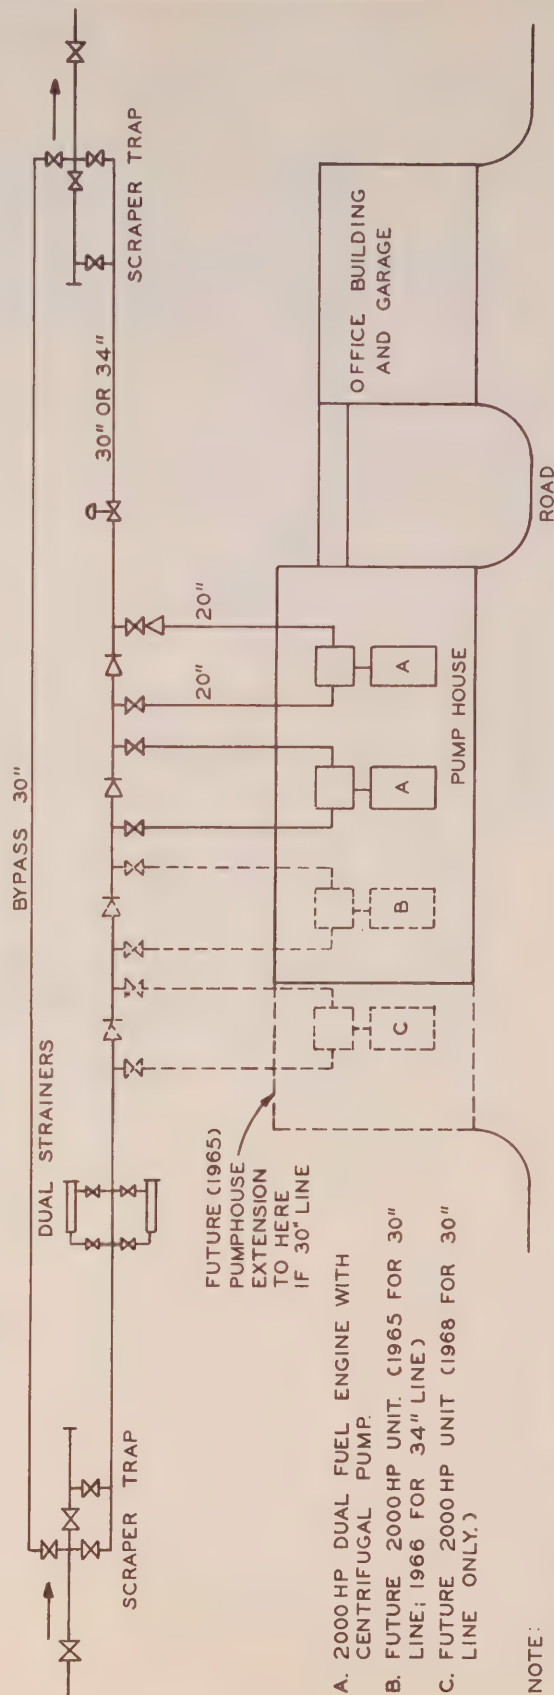 BYPASS 30"
SCRAPER TRAP
DUAL STRAINERS
30" OR 34"
SCRAPER TRAP
20"
20"
FUTURE (1965)
PUMPHOUSE
EXTENSION
TO HERE
IF 30" LINE
C
B
A
A
PUMP HOUSE
OFFICE BUILDING
AND GARAGE
ROAD
A. 2000 HP DUAL FUEL ENGINE WITH
CENTRIFUGAL PUMP.
B. FUTURE 2000 HP UNIT. (1965 FOR 30"
LINE; 1966 FOR 34" LINE)
C. FUTURE 2000 HP UNIT (1968 FOR 30"
LINE ONLY.)
NOTE: